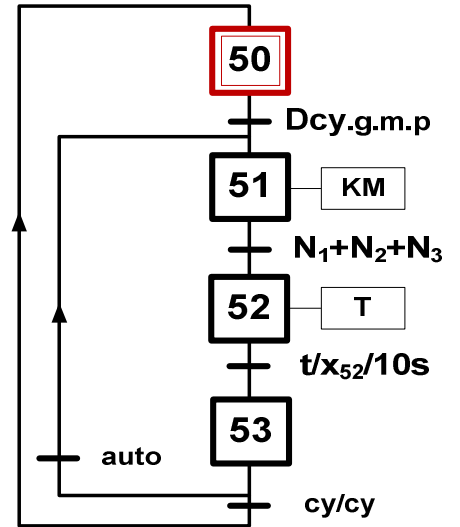 50
Dcy.g.m.p
51
KM
N₁+N₂+N₃
52
T
t/x₅₂/10s
53
auto
cy/cy